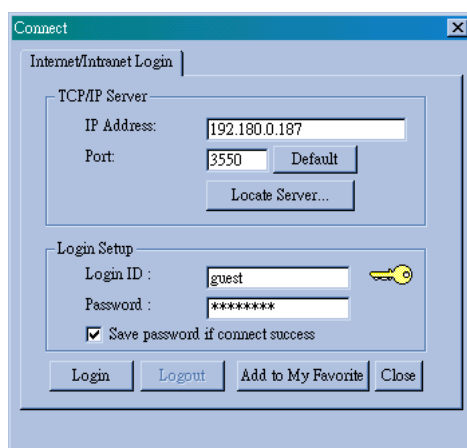 Connect
Internet/Intranet Login
TCP/IP Server
IP Address: 192.180.0.187
Port: 3550 Default
Locate Server...
Login Setup
Login ID : guest
Password : ********
Save password if connect success
Login Logout Add to My Favorite Close